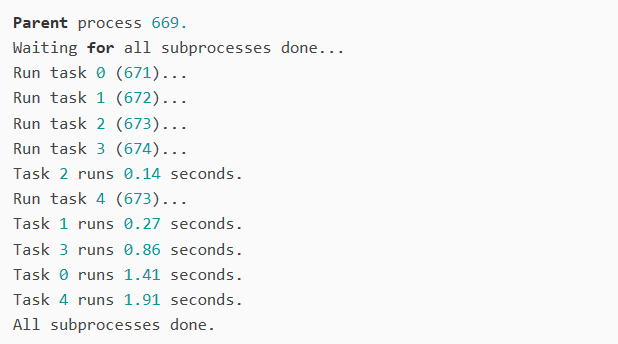 Parent process 669.
Waiting for all subprocesses done...
Run task 0 (671)...
Run task 1 (672)...
Run task 2 (673)...
Run task 3 (674)...
Task 2 runs 0.14 seconds.
Run task 4 (673)...
Task 1 runs 0.27 seconds.
Task 3 runs 0.86 seconds.
Task 0 runs 1.41 seconds.
Task 4 runs 1.91 seconds.
All subprocesses done.